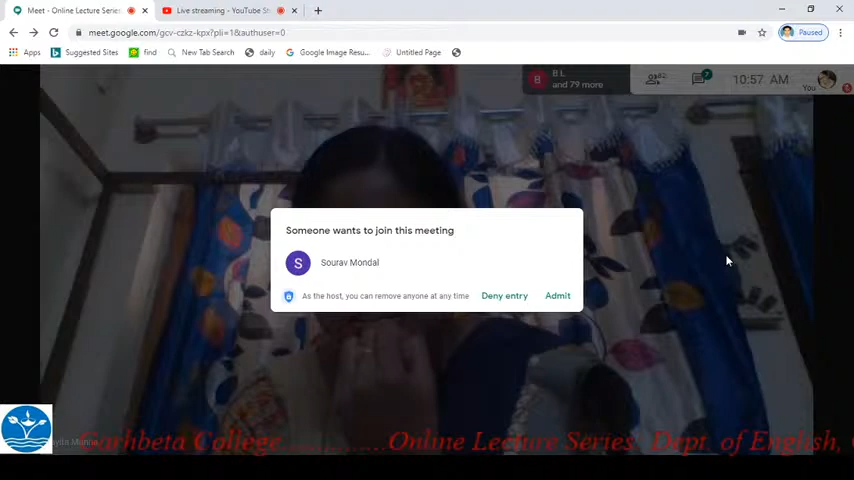 Meet - Online Lecture Series
Live streaming - YouTube St
meet.google.com/gcv-czkz-kpx?pli=1&authuser=0
Paused
Apps
Suggested Sites
find
New Tab Search
daily
Google Image Resu...
Untitled Page
B
B L
and 79 more
82
7
10:57 AM
You
Someone wants to join this meeting
S
Sourav Mondal
As the host, you can remove anyone at any time
Deny entry
Admit
Garhbeta College ..............Online Lecture Series. Dept. of English,